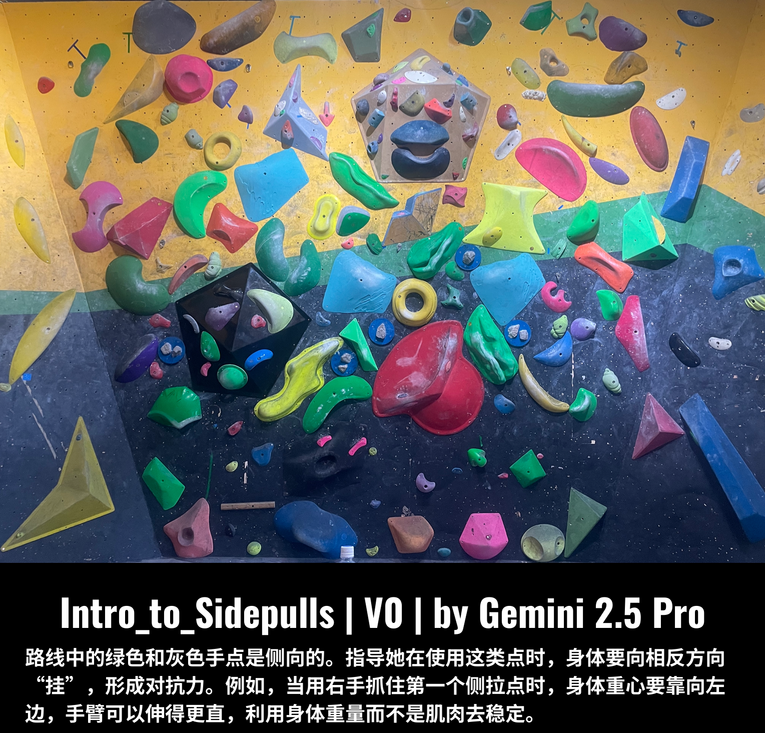 Intro_to_Sidepulls | V0 | by Gemini 2.5 Pro
路线中的绿色和灰色手点是侧向的。指导她在使用这类点时，身体要向相反方向
“挂”，形成对抗力。例如，当用右手抓住第一个侧拉点时，身体重心要靠向左
边，手臂可以伸得更直，利用身体重量而不是肌肉去稳定。